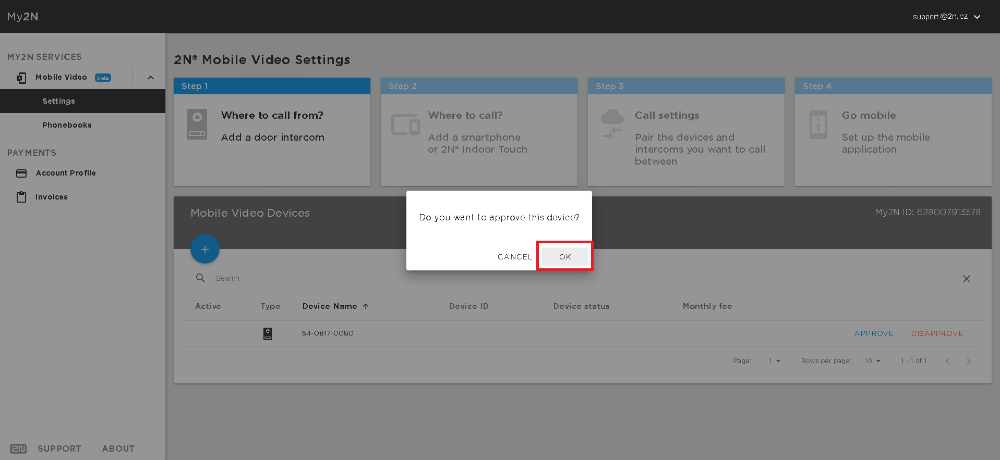 My2N
support@2n.cz
MY2N SERVICES
Mobile Video beta
Settings
Phonebooks
PAYMENTS
Account Profile
Invoices
2N SUPPORT ABOUT
2N® Mobile Video Settings
Step 1
Where to call from?
Add a door intercom
Step 2
Where to call?
Add a smartphone
or 2N® Indoor Touch
Step 3
Call settings
Pair the devices and
intercoms you want to call
between
Step 4
Go mobile
Set up the mobile
application
Mobile Video Devices
My2N ID: 628007913578
+
Do you want to approve this device?
CANCEL OK
Search
Active Type Device Name Device ID Device status Monthly fee
54-0817-0080 APPROVE DISAPPROVE
Page: 1 Rows per page: 10 1 - 1 of 1